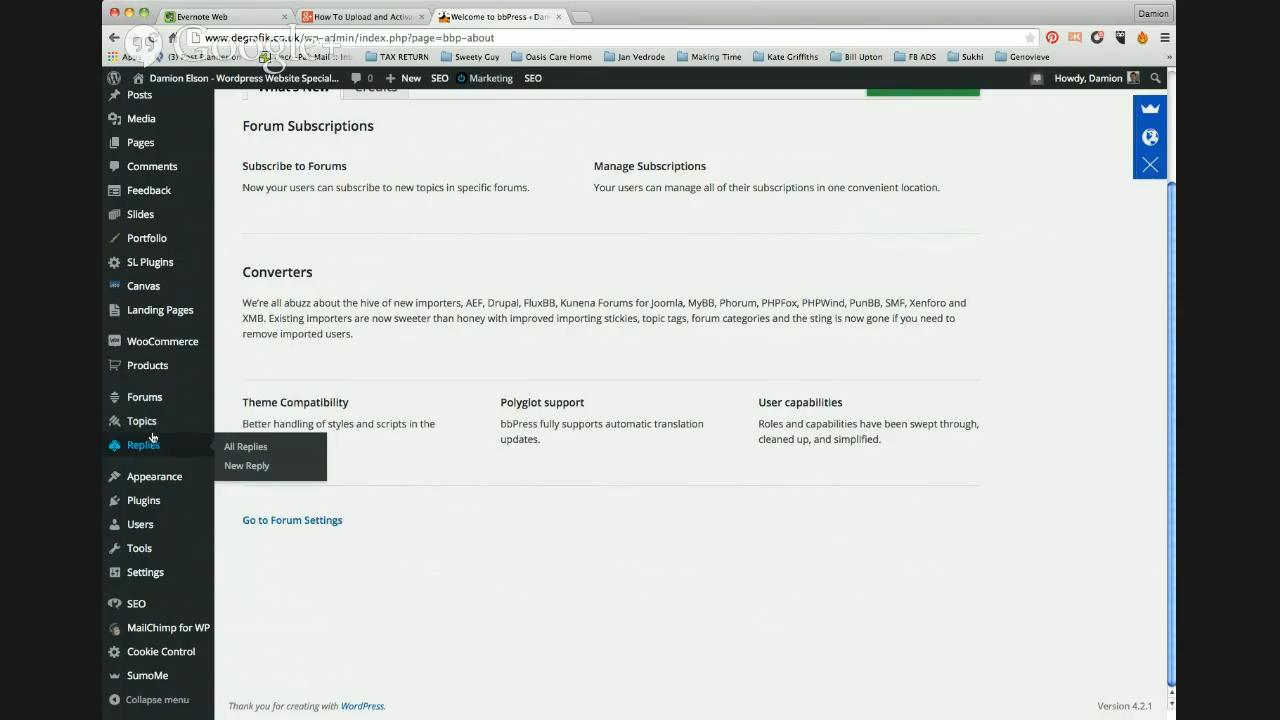 Evernote Web
How To Upload and Activa
Welcome to bbPress ‹ Dam
Damion
Google+
www.degrafik.co.uk/wp-admin/index.php?page=bbp-about
TAX RETURN
Sweety Guy
Oasis Care Home
Jan Vedrode
Making Time
Kate Griffiths
Bill Upton
FB ADS
Sukhi
Genovieve
»
Damion Elson - Wordpress Website Special...
0
New
SEO
Marketing
SEO
Howdy, Damion
What's New
Credits
Posts
Media
Pages
Comments
Feedback
Slides
Portfolio
SL Plugins
Canvas
Landing Pages
WooCommerce
Products
Forums
Topics
Replies
All Replies
New Reply
Appearance
Plugins
Users
Tools
Settings
SEO
MailChimp for WP
Cookie Control
SumoMe
Collapse menu
Forum Subscriptions
Subscribe to Forums
Now your users can subscribe to new topics in specific forums.
Manage Subscriptions
Your users can manage all of their subscriptions in one convenient location.
Converters
We're all abuzz about the hive of new importers, AEF, Drupal, FluxBB, Kunena Forums for Joomla, MyBB, Phorum, PHPFox, PHPWind, PunBB, SMF, Xenforo and
XMB. Existing importers are now sweeter than honey with improved importing stickies, topic tags, forum categories and the sting is now gone if you need to
remove imported users.
Theme Compatibility
Better handling of styles and scripts in the
Polyglot support
bbPress fully supports automatic translation
updates.
User capabilities
Roles and capabilities have been swept through,
cleaned up, and simplified.
Go to Forum Settings
Thank you for creating with WordPress.
Version 4.2.1